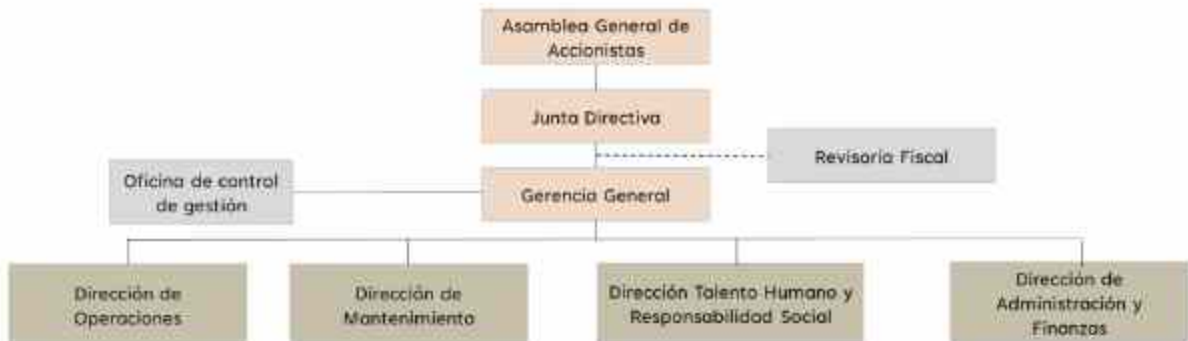 Asamblea General de
Accionistas
Junta Directiva
Revisoría Fiscal
Oficina de control
de gestión
Gerencia General
Dirección de
Operaciones
Dirección de
Mantenimiento
Dirección Talento Humano y
Responsabilidad Social
Dirección de
Administración y
Finanzas